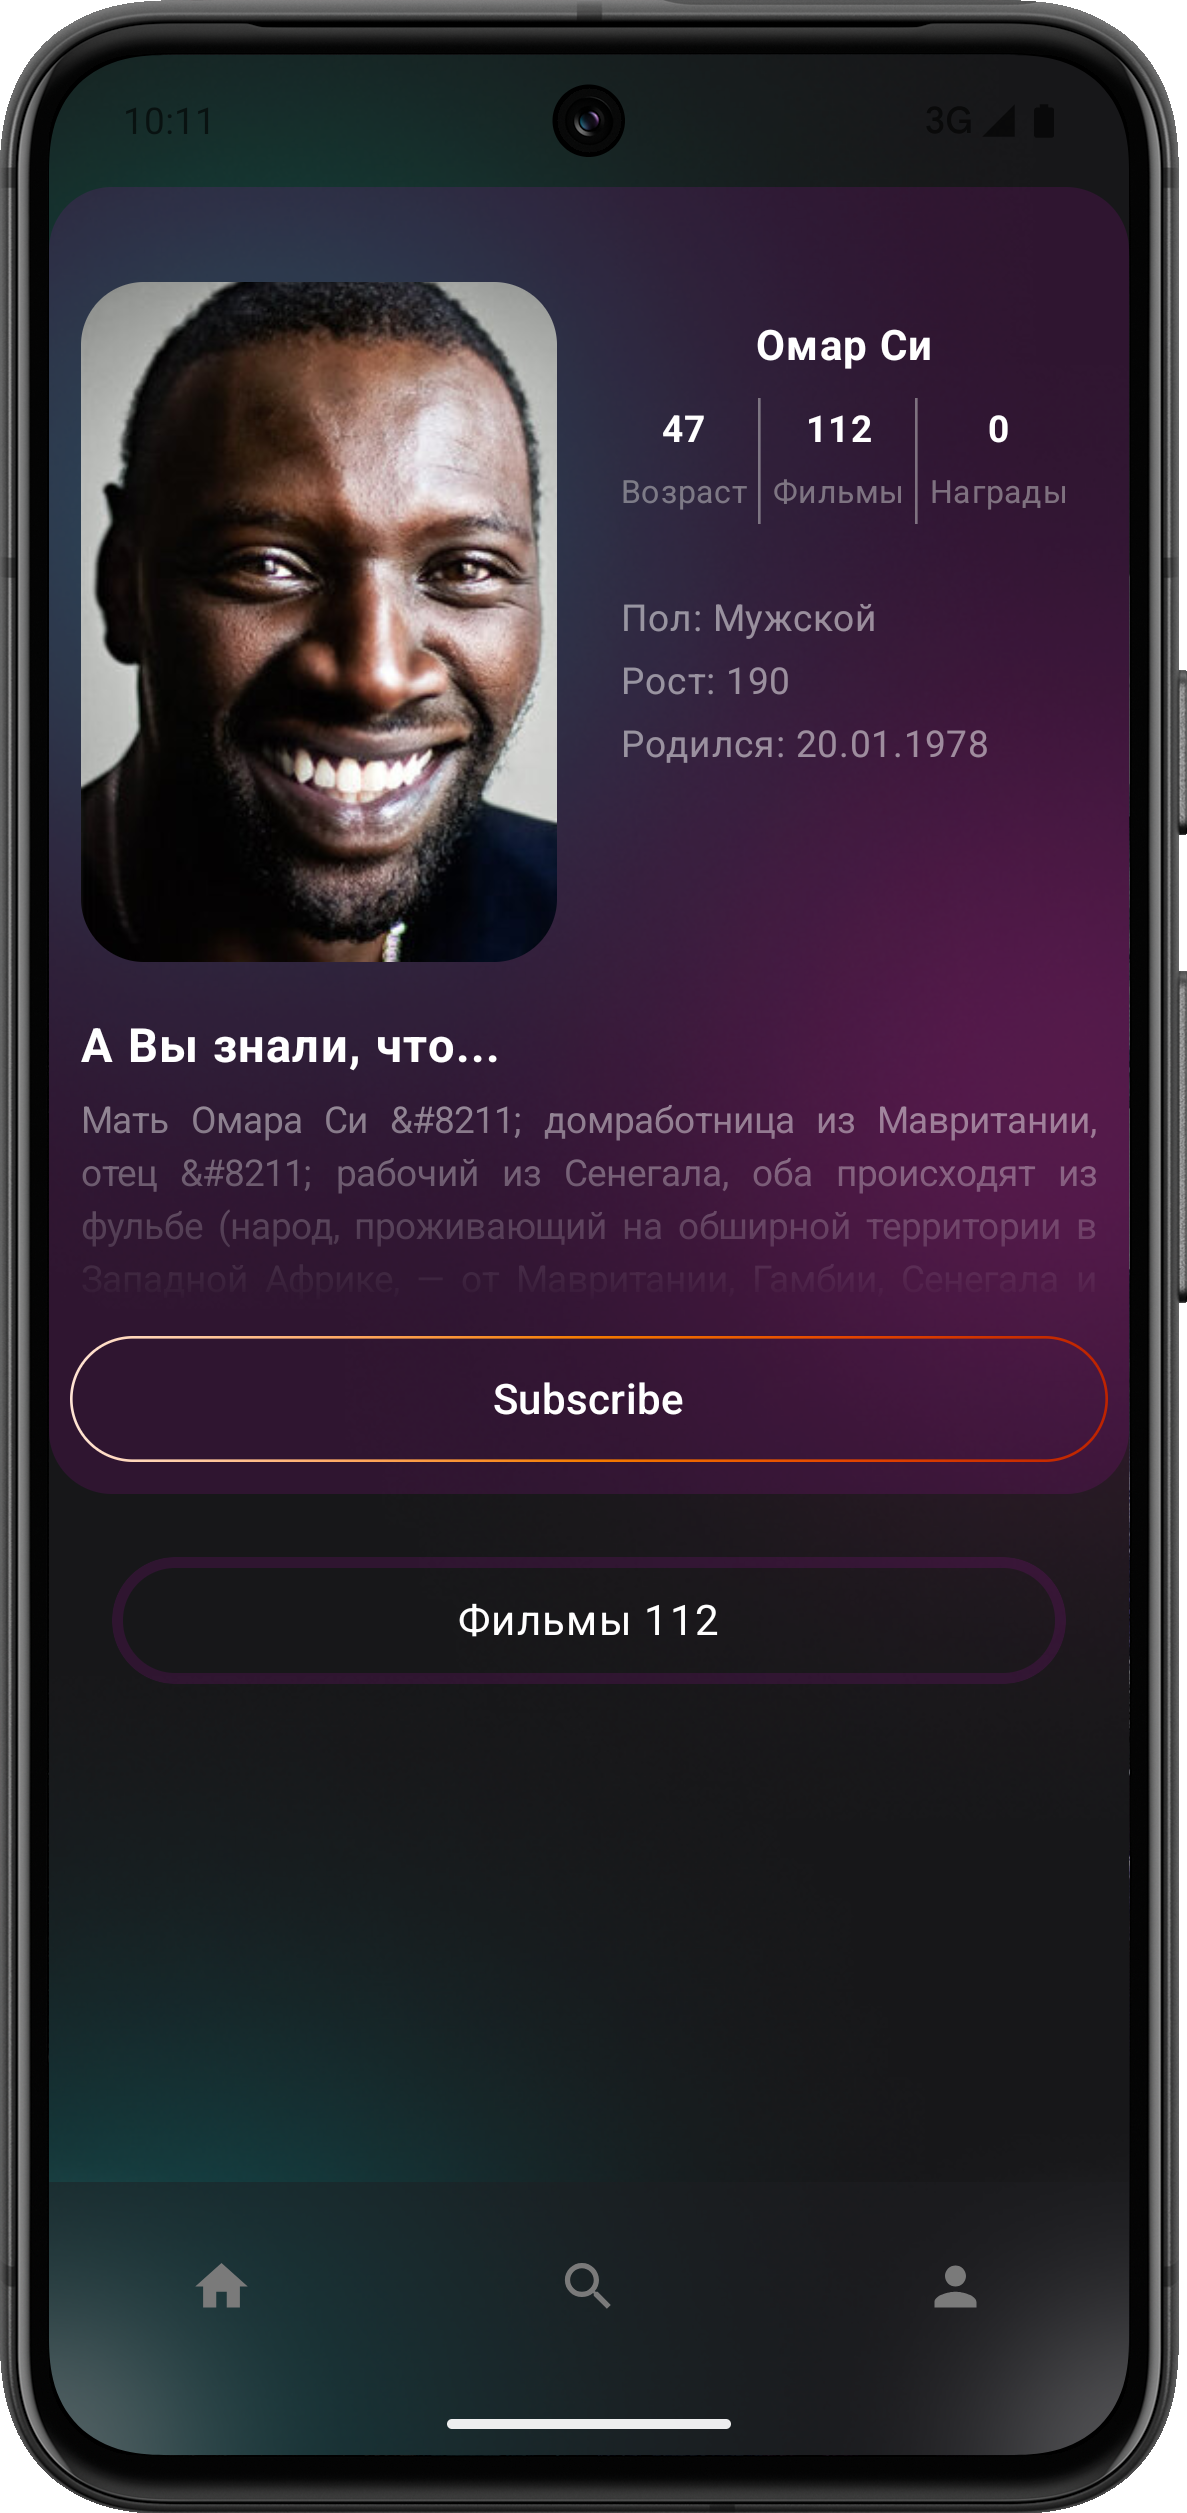 10:11
3G
Омар Си
47 112 0
Возраст Фильмы Награды
Пол: Мужской
Рост: 190
Родился: 20.01.1978
А Вы знали, что...
Мать Омара Си &#8211; домработница из Мавритании,
отец &#8211; рабочий из Сенегала, оба происходят из
фульбе (народ, проживающий на обширной территории в
Западной Африке, — от Мавритании, Гамбии, Сенегала и
Subscribe
Фильмы 112